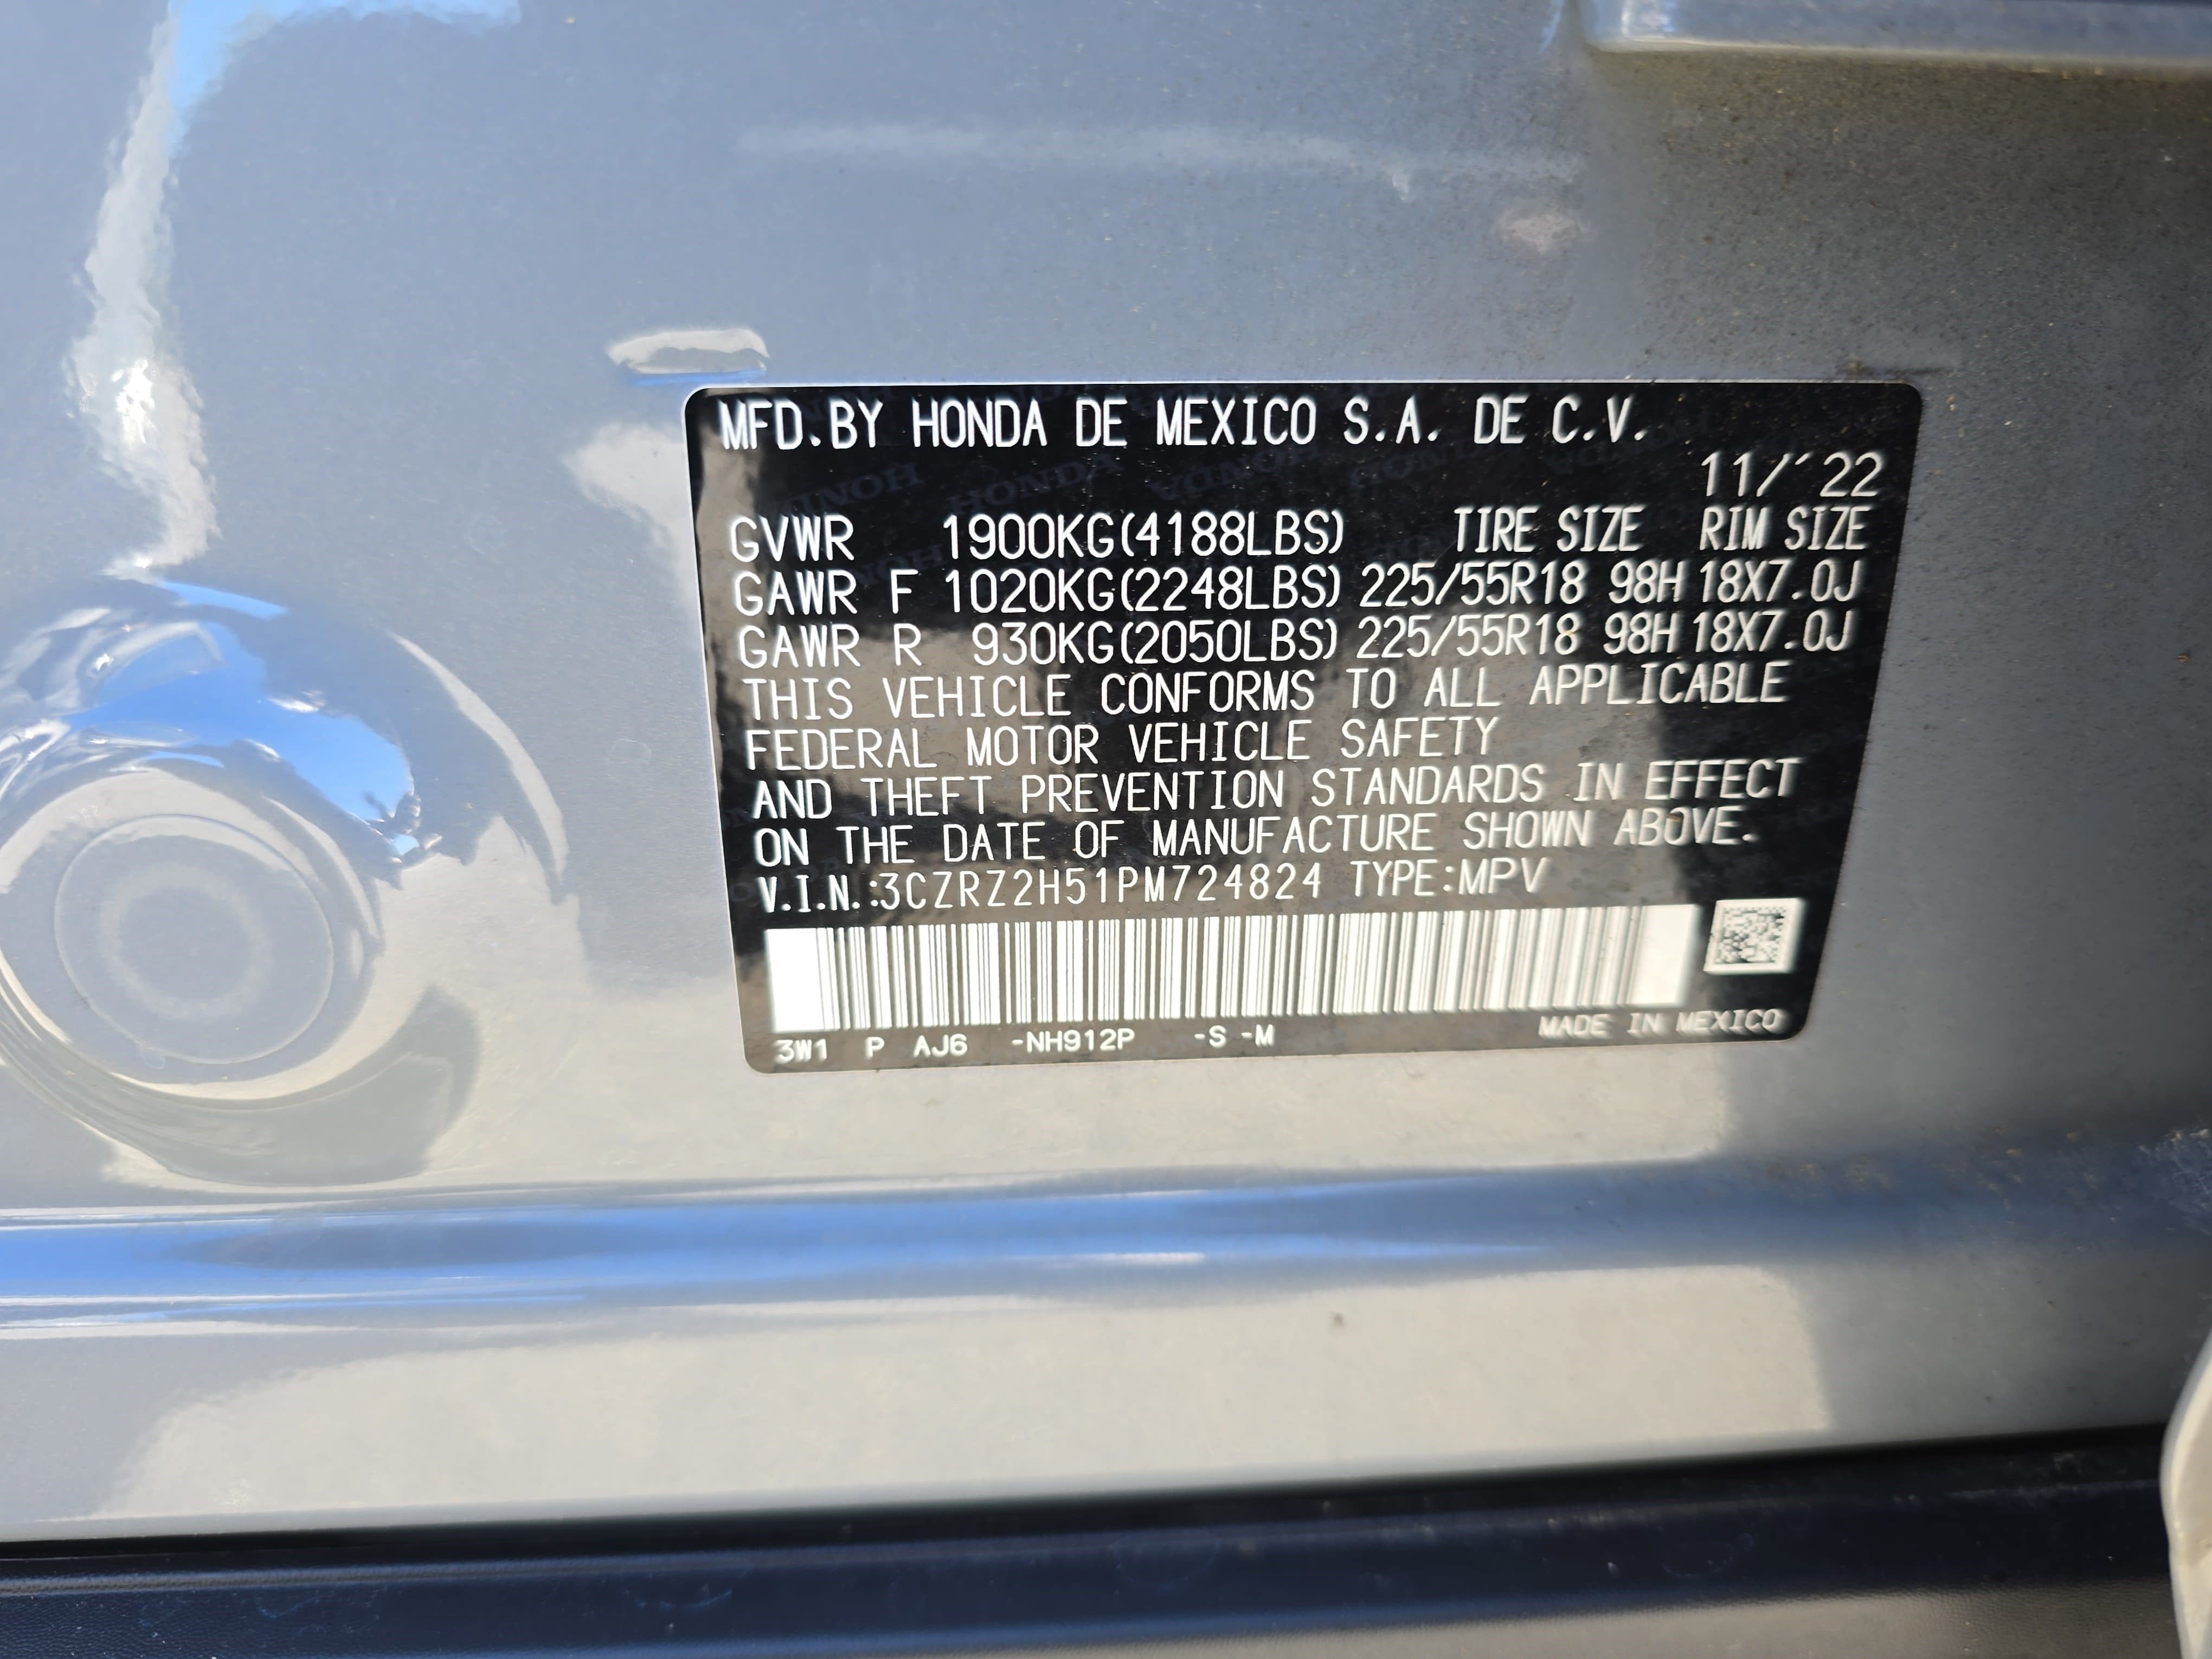 MFD.BY HONDA DE MEXICO S.A. DE C.V.
11/´22
GVWR 1900KG(4188LBS) TIRE SIZE RIM SIZE
GAWR F 1020KG(2248LBS) 225/55R18 98H 18X7.0J
GAWR R 930KG(2050LBS) 225/55R18 98H 18X7.0J
THIS VEHICLE CONFORMS TO ALL APPLICABLE
FEDERAL MOTOR VEHICLE SAFETY
AND THEFT PREVENTION STANDARDS IN EFFECT
ON THE DATE OF MANUFACTURE SHOWN ABOVE.
V.I.N.:3CZRZ2H51PM724824 TYPE:MPV
3W1 P AJ6 -NH912P -S -M MADE IN MEXICO